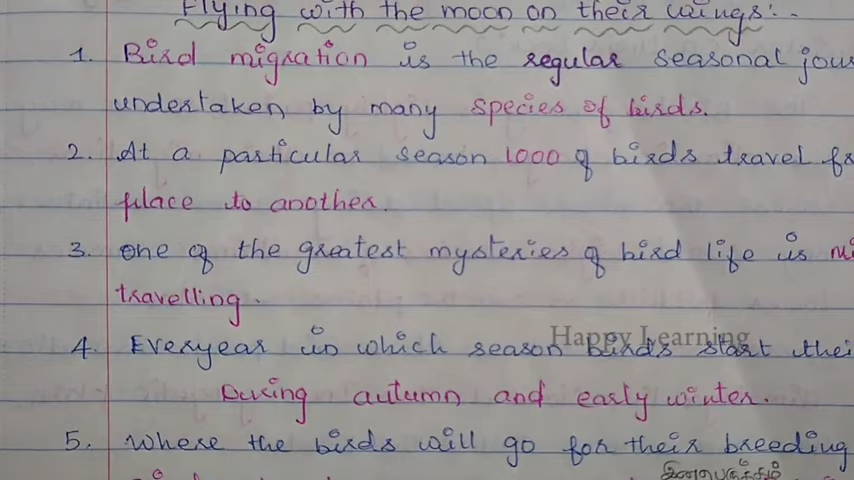 Flying with the moon on their wings:-
1. Bird migration is the regular seasonal jour
undertaken by many species of birds.
2. At a particular season 1000 of birds travel
place to another.
3. one of the greatest mysteries of bird life is
travelling.
4. Everyear in which season birds start thei
Happy Learning
During autumn and early winter.
5. where the birds will go for their breeding